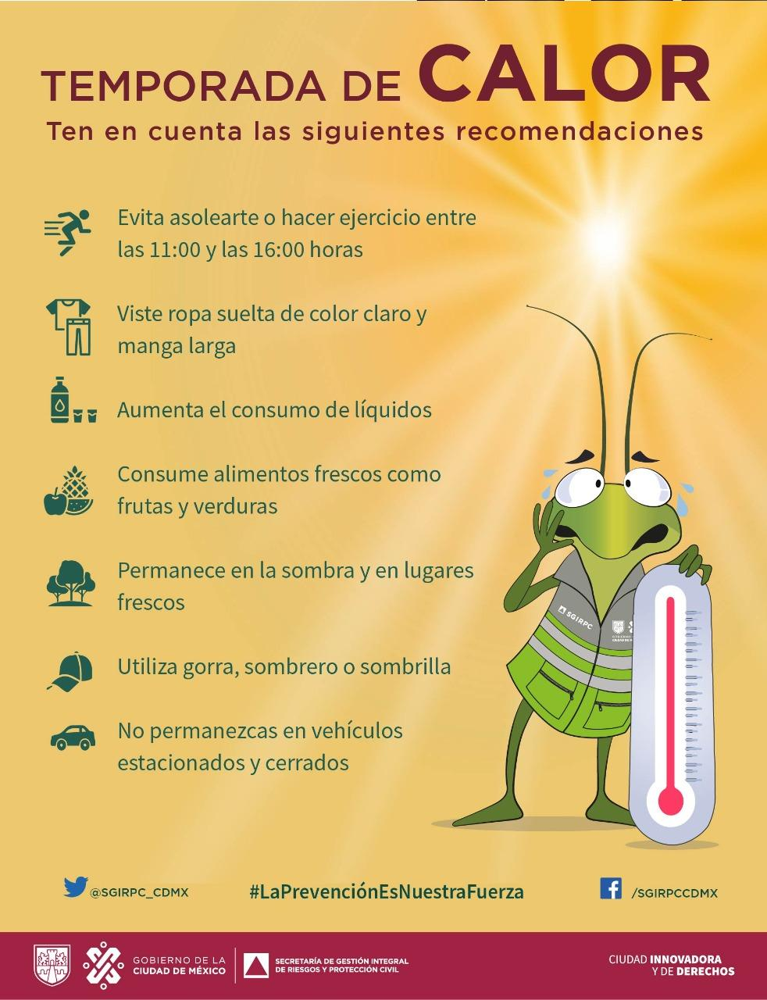 TEMPORADA DE CALOR
Ten en cuenta las siguientes recomendaciones
Evita asolearte o hacer ejercicio entre
las 11:00 y las 16:00 horas
Viste ropa suelta de color claro y
manga larga
Aumenta el consumo de líquidos
Consume alimentos frescos como
frutas y verduras
Permanece en la sombra y en lugares
frescos
Utiliza gorra, sombrero o sombrilla
No permanezcas en vehículos
estacionados y cerrados
SGIRPC
@SGIRPC_CDMX
#LaPrevenciónEsNuestraFuerza
/SGIRPCCDMX
GOBIERNO DE LA
CIUDAD DE MÉXICO
SECRETARÍA DE GESTIÓN INTEGRAL
DE RIESGOS Y PROTECCIÓN CIVIL
CIUDAD INNOVADORA
Y DE DERECHOS